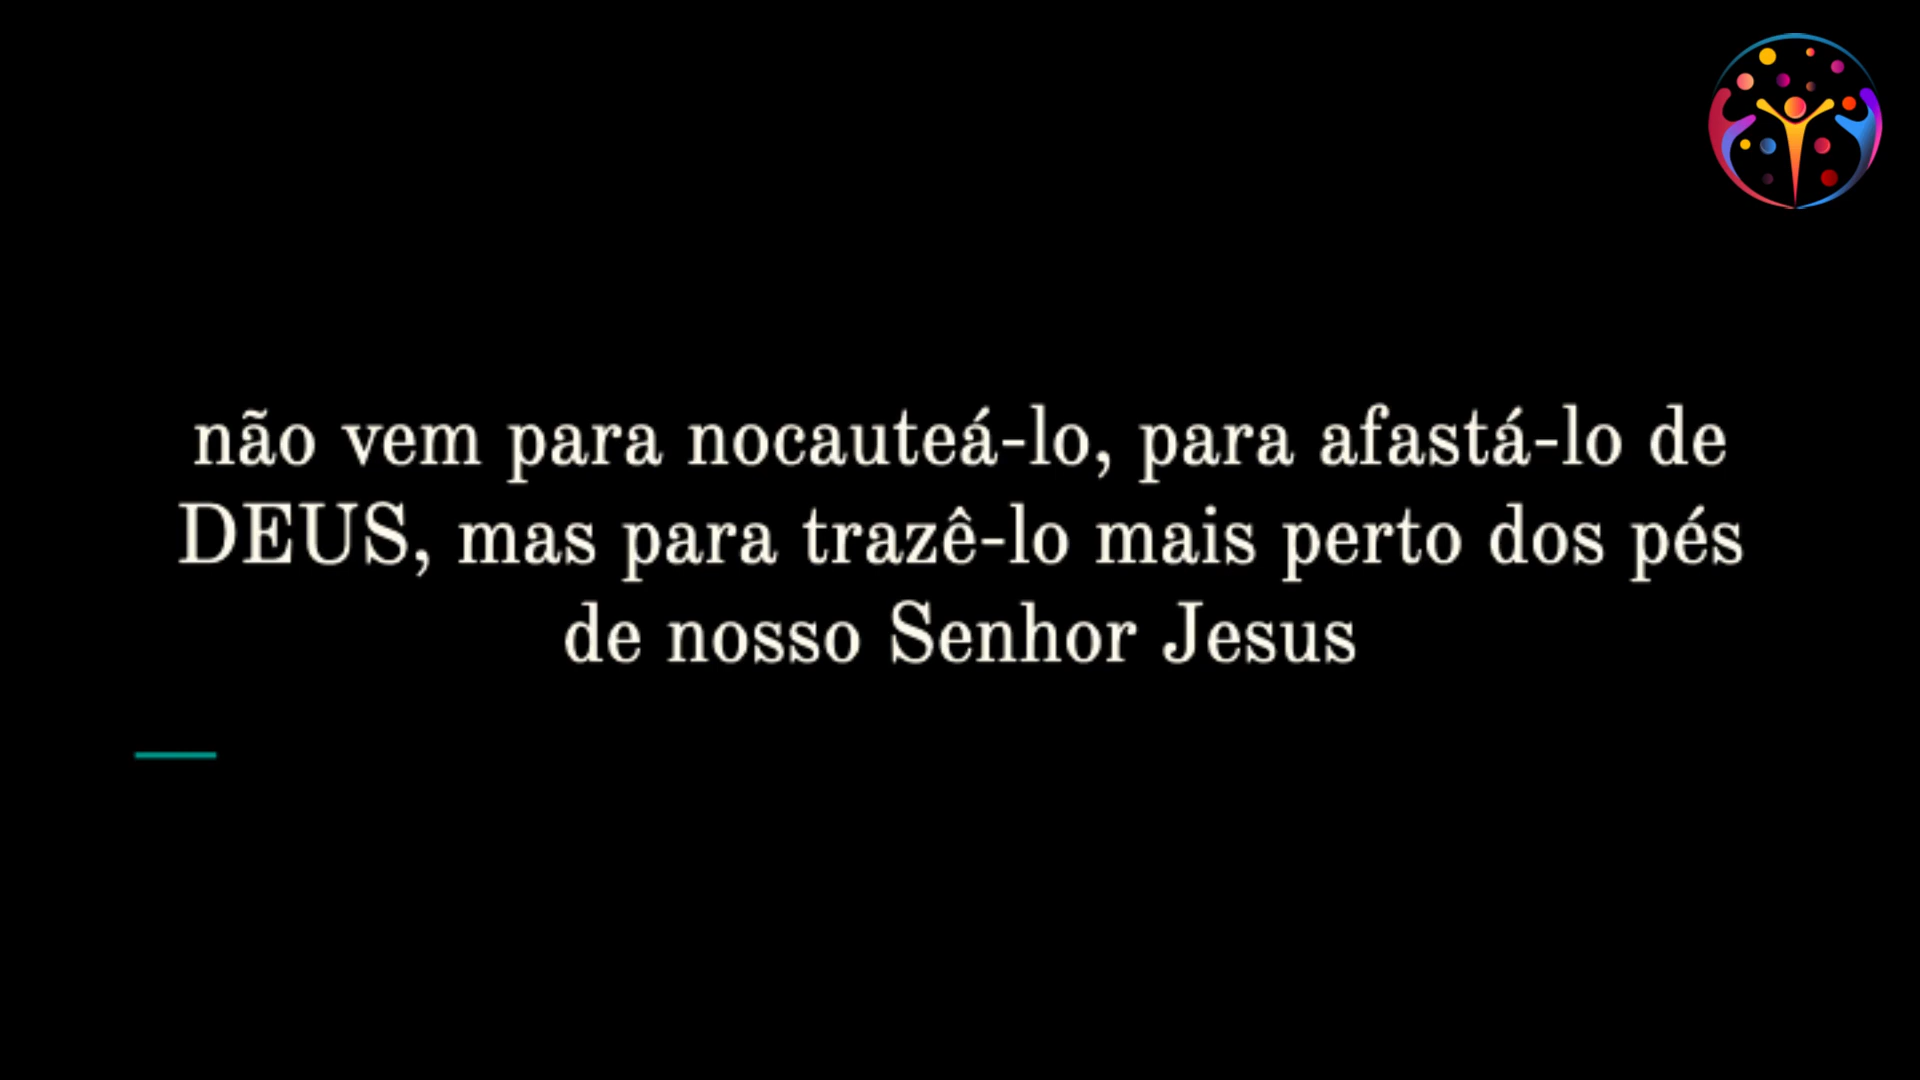 não vem para nocauteá-lo, para afastá-lo de
DEUS, mas para trazê-lo mais perto dos pés
de nosso Senhor Jesus